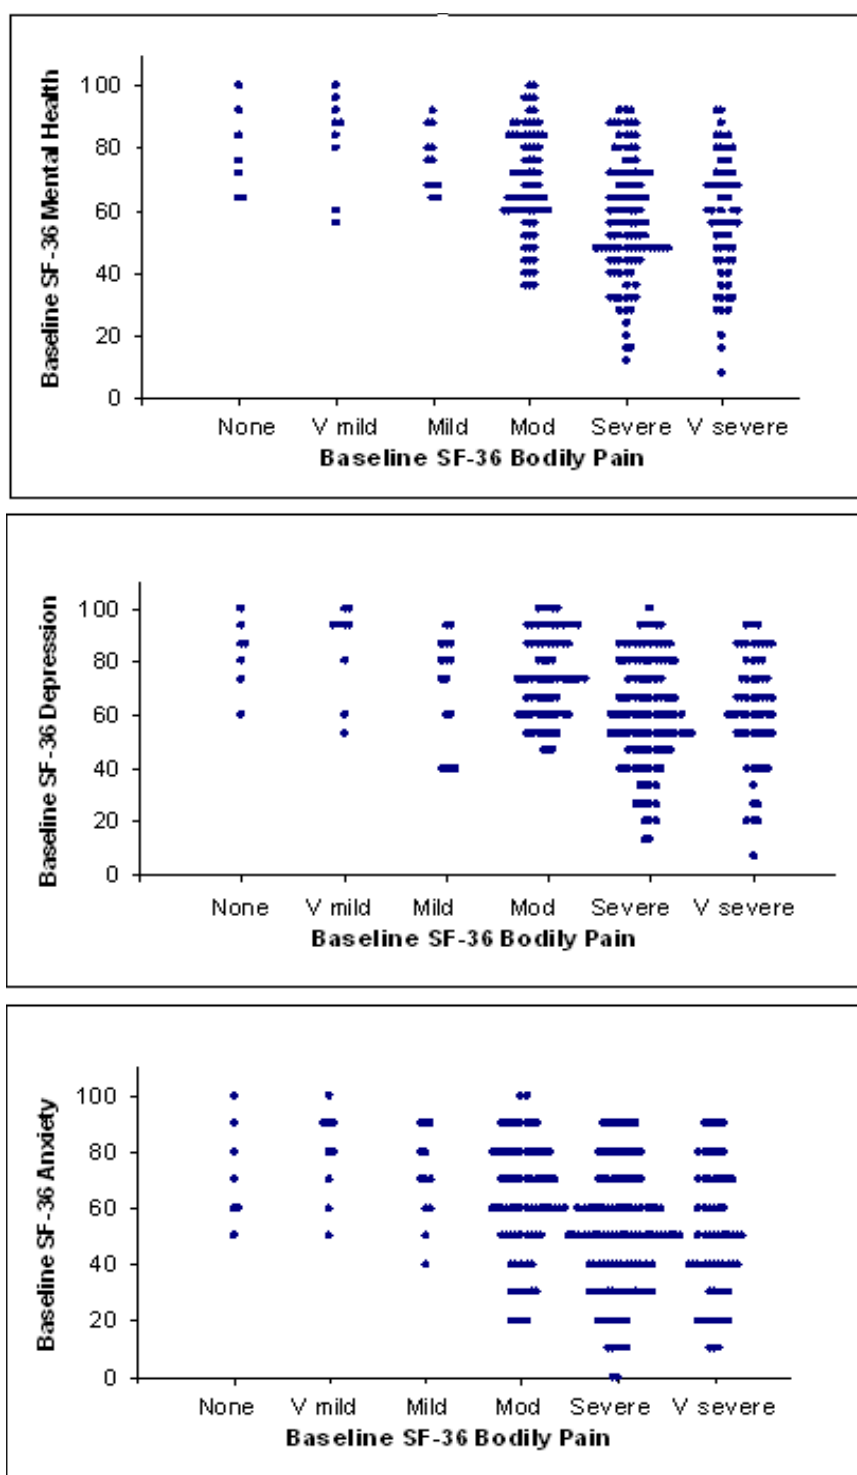 Baseline SF-36 Mental Health
100
80
60
40
20
0
None V mild Mild Mod Severe V severe
Baseline SF-36 Bodily Pain
Baseline SF-36 Depression
100
80
60
40
20
0
None V mild Mild Mod Severe V severe
Baseline SF-36 Bodily Pain
Baseline SF-36 Anxiety
100
80
60
40
20
0
None V mild Mild Mod Severe V severe
Baseline SF-36 Bodily Pain